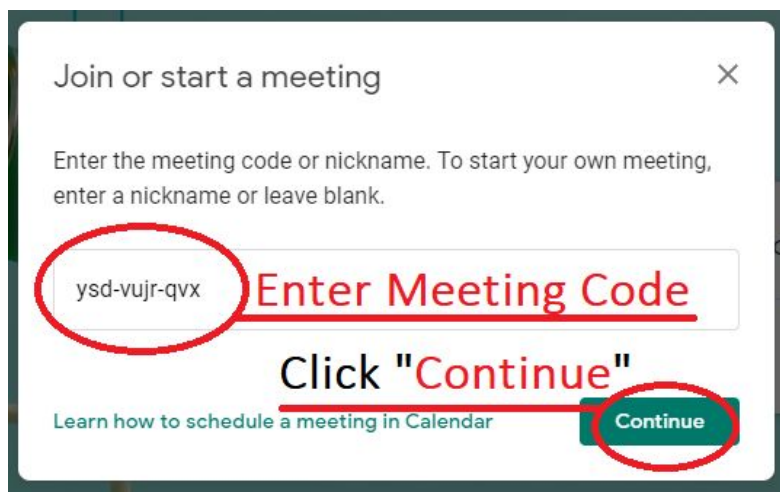 Join or start a meeting
Enter the meeting code or nickname. To start your own meeting,
enter a nickname or leave blank.
ysd-vujr-qvx Enter Meeting Code
Click "Continue"
Learn how to schedule a meeting in Calendar Continue